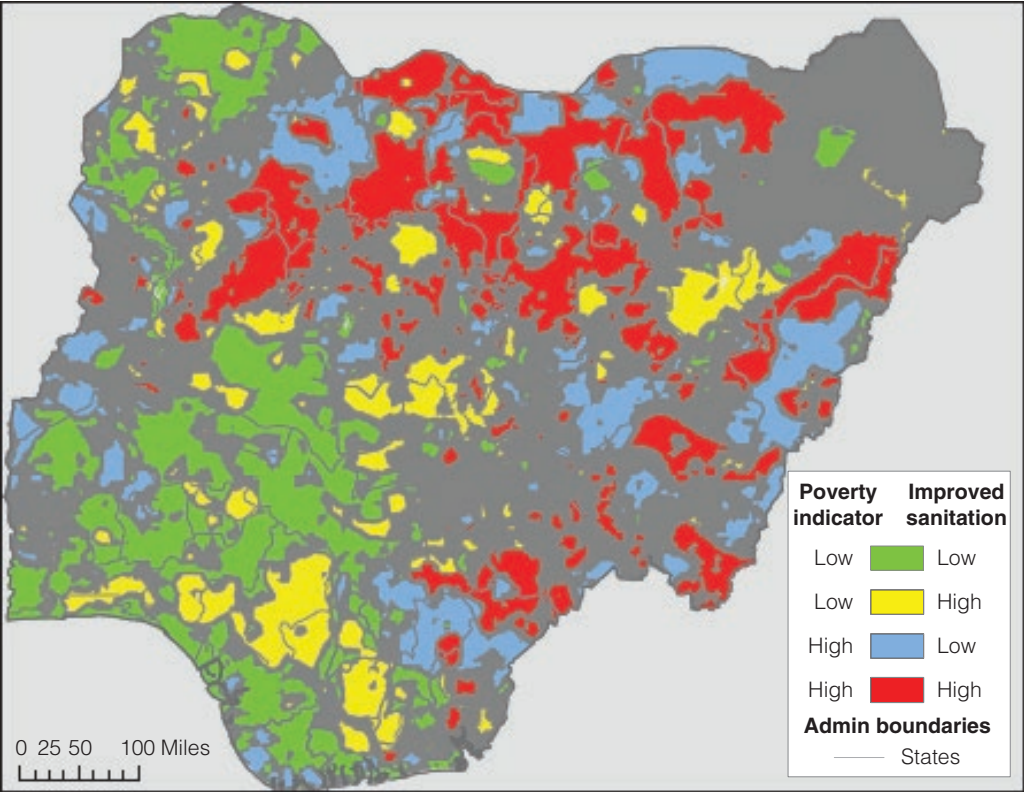 Poverty Improved
indicator sanitation
Low Low
Low High
High Low
High High
Admin boundaries
States
0 25 50 100 Miles